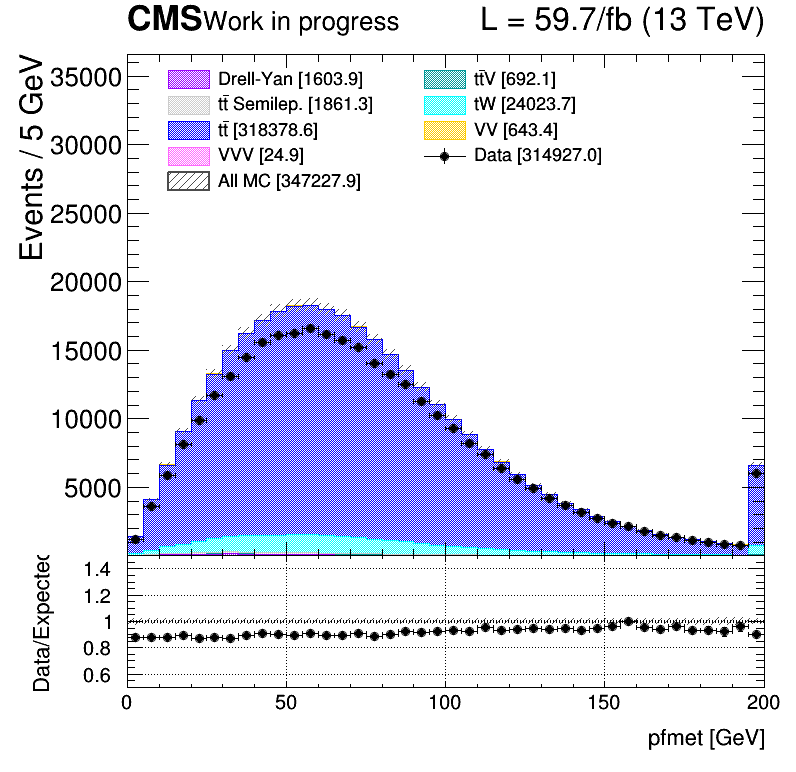 CMS Work in progress L = 59.7/fb (13 TeV)
Events / 5 GeV
35000
30000
25000
20000
15000
10000
5000
Drell-Yan [1603.9]
tt̄ Semilep. [1861.3]
tt̄ [318378.6]
VVV [24.9]
All MC [347227.9]
tt̄V [692.1]
tW [24023.7]
VV [643.4]
Data [314927.0]
Data/Expected
1.4
1.2
1
0.8
0.6
0 50 100 150 200
pfmet [GeV]